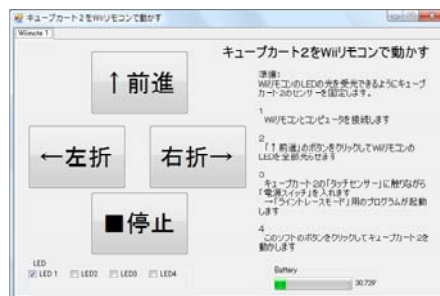 キューブカート2をWiiリモコンで動かす
Wiimote 1
キューブカート2をWiiリモコンで動かす
↑前進
←左折
右折→
■停止
準備:
WiiリモコンのLEDの光を受光できるようにキューブ
カート2のセンサーを固定します。
1
Wiiリモコンとコンピュータを接続します
2
「↑前進」のボタンをクリックしてWiiリモコンの
LEDを全部光らせます
3
キューブカート2の「タッチセンサー」に触りながら
「電源スイッチ」を入れます
→「ライントレースモード」用のプログラムが起動
します
4
このソフトのボタンをクリックしてキューブカート2を
動かします
LED
LED1
LED2
LED3
LED4
Battery
30.729